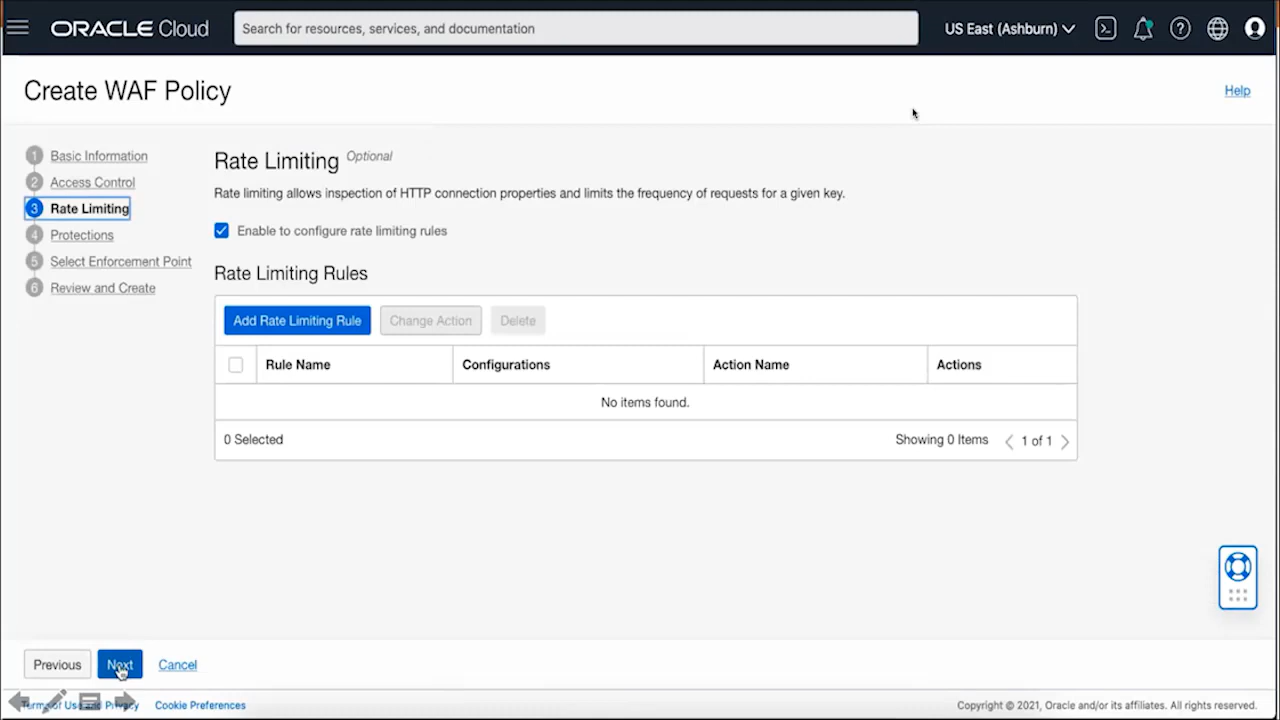 ORACLE Cloud
Search for resources, services, and documentation
US East (Ashburn)
Create WAF Policy
Help
1 Basic Information
2 Access Control
3 Rate Limiting
4 Protections
5 Select Enforcement Point
6 Review and Create
Rate Limiting Optional
Rate limiting allows inspection of HTTP connection properties and limits the frequency of requests for a given key.
Enable to configure rate limiting rules
Rate Limiting Rules
Add Rate Limiting Rule Change Action Delete
Rule Name Configurations Action Name Actions
No items found.
0 Selected Showing 0 Items 1 of 1
Previous Next Cancel
Terms of Use and Privacy Cookie Preferences Copyright © 2021, Oracle and/or its affiliates. All rights reserved.